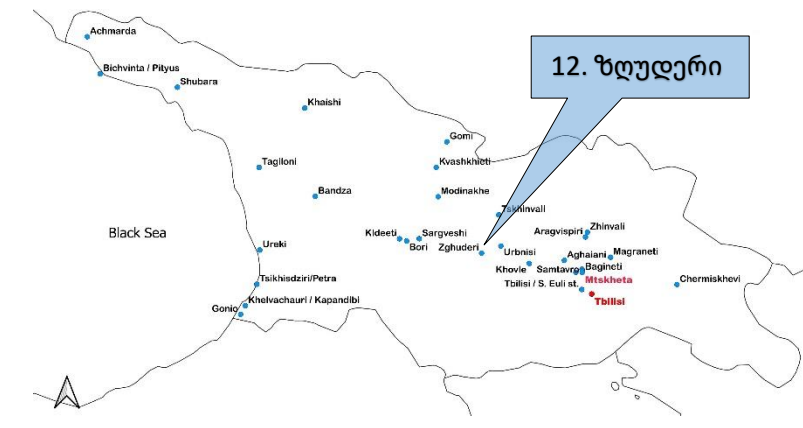 Achmarda
Bichvinta / Pityus
Shubara
12. ზღუდერი
Khaishi
Gomi
Tagiloni
Kvashkhieti
Bandza
Modinakhe
Tskhinvali
Black Sea
Kldeeti
Sargveshi
Bori
Zghuderi
Aragvispiri
Zhinvali
Ureki
Urbnisi
Khovle
Aghaiani
Magraneti
Samtavro
Bagineti
Tsikhisdziri/Petra
Tbilisi / S. Euli st.
Mtskheta
Chermiskhevi
Tbilisi
Khelvachauri / Kapandibi
Gonio